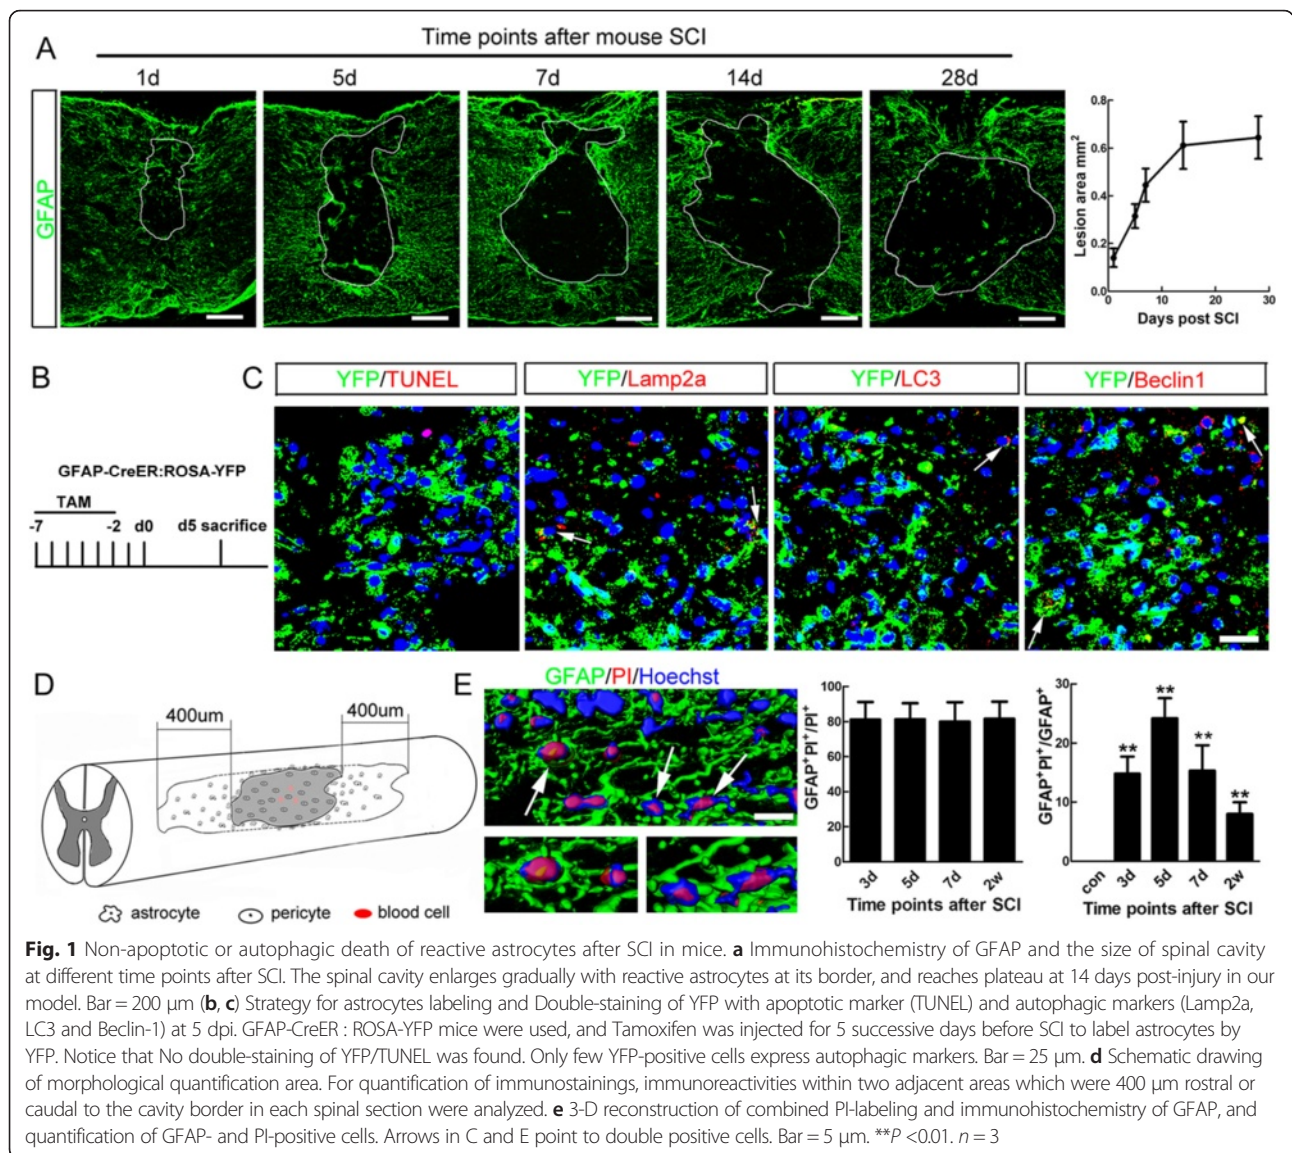 A
Time points after mouse SCI
1d 5d 7d 14d 28d
GFAP
0.8
0.6
0.4
0.2
0.0
Lesion area mm²
0 10 20 30
Days post SCI
B
GFAP-CreER:ROSA-YFP
TAM
-7 -2 d0 d5 sacrifice
C
YFP/TUNEL YFP/Lamp2a YFP/LC3 YFP/Beclin1
D
400um 400um
astrocyte pericyte blood cell
E
GFAP/PI/Hoechst
GFAP⁺PI⁺/PI⁺
100
80
60
40
20
0
3d 5d 7d 2w
Time points after SCI
GFAP⁺PI⁺/GFAP⁺
30
20
10
0
** ** ** **
con 3d 5d 7d 2w
Time points after SCI
Fig. 1 Non-apoptotic or autophagic death of reactive astrocytes after SCI in mice. a Immunohistochemistry of GFAP and the size of spinal cavity
at different time points after SCI. The spinal cavity enlarges gradually with reactive astrocytes at its border, and reaches plateau at 14 days post-injury in our
model. Bar = 200 μm (b, c) Strategy for astrocytes labeling and Double-staining of YFP with apoptotic marker (TUNEL) and autophagic markers (Lamp2a,
LC3 and Beclin-1) at 5 dpi. GFAP-CreER : ROSA-YFP mice were used, and Tamoxifen was injected for 5 successive days before SCI to label astrocytes by
YFP. Notice that No double-staining of YFP/TUNEL was found. Only few YFP-positive cells express autophagic markers. Bar = 25 μm. d Schematic drawing
of morphological quantification area. For quantification of immunostainings, immunoreactivities within two adjacent areas which were 400 μm rostral or
caudal to the cavity border in each spinal section were analyzed. e 3-D reconstruction of combined PI-labeling and immunohistochemistry of GFAP, and
quantification of GFAP- and PI-positive cells. Arrows in C and E point to double positive cells. Bar = 5 μm. **P <0.01. n = 3